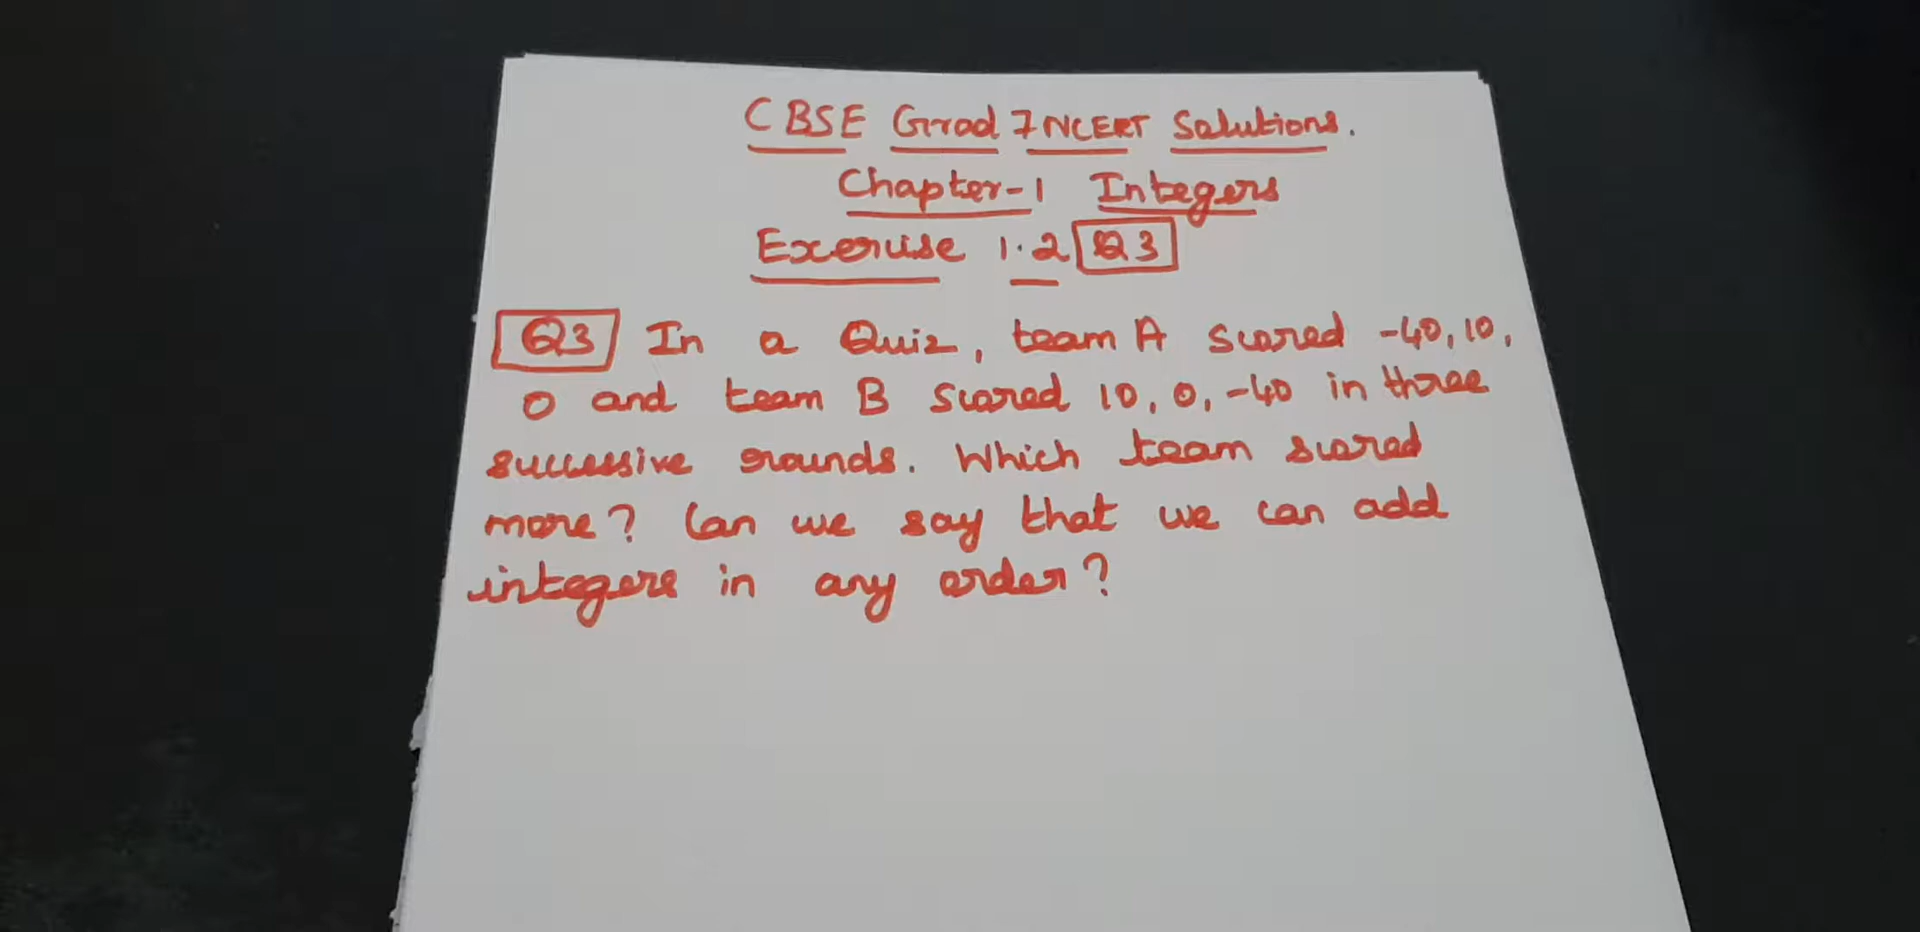 CBSE Grad 7 NCERT Solutions.
Chapter-1 Integers
Exercise 1.2 Q3
Q3 In a Quiz, team A scored -40, 10,
0 and team B scored 10, 0, -40 in three
successive rounds. Which team scored
more? Can we say that we can add
integers in any order?